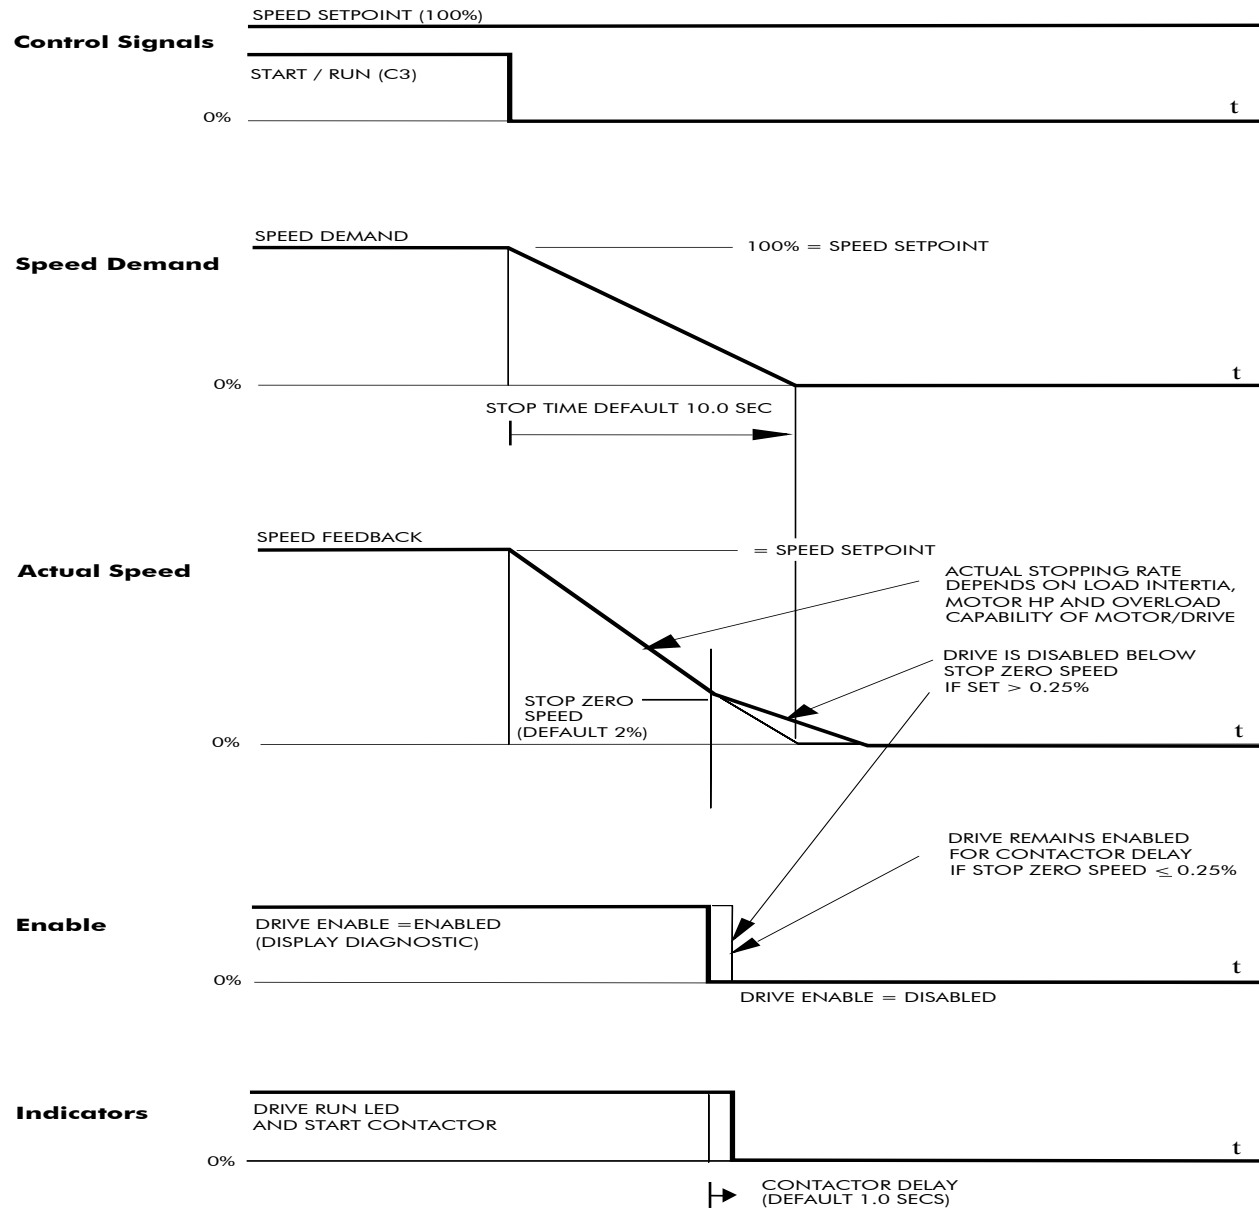 SPEED SETPOINT (100%)
Control Signals
START / RUN (C3)
t
0%
SPEED DEMAND
100% = SPEED SETPOINT
Speed Demand
t
0%
STOP TIME DEFAULT 10.0 SEC
SPEED FEEDBACK
= SPEED SETPOINT
Actual Speed
ACTUAL STOPPING RATE
DEPENDS ON LOAD INTERTIA,
MOTOR HP AND OVERLOAD
CAPABILITY OF MOTOR/DRIVE
DRIVE IS DISABLED BELOW
STOP ZERO SPEED
IF SET > 0.25%
STOP ZERO
SPEED
(DEFAULT 2%)
t
0%
DRIVE REMAINS ENABLED
FOR CONTACTOR DELAY
IF STOP ZERO SPEED ≤ 0.25%
Enable
DRIVE ENABLE =ENABLED
(DISPLAY DIAGNOSTIC)
t
0%
DRIVE ENABLE = DISABLED
Indicators
DRIVE RUN LED
AND START CONTACTOR
t
0%
CONTACTOR DELAY
(DEFAULT 1.0 SECS)